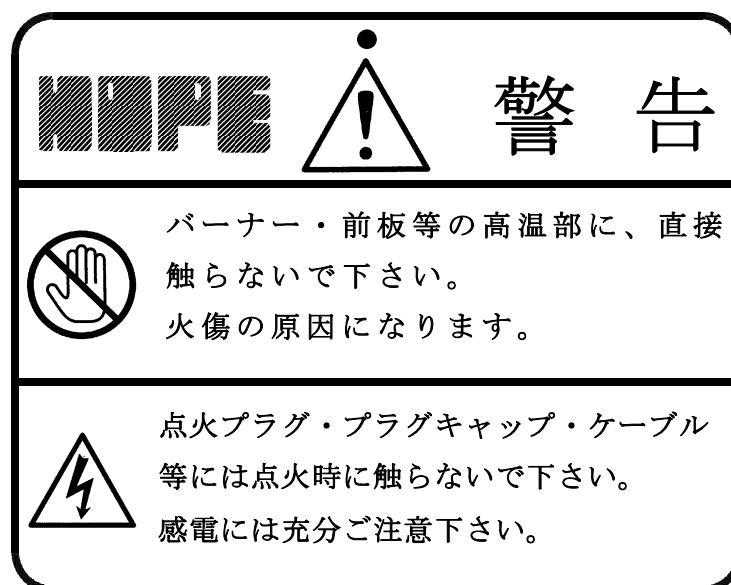 HOPE 警告
バーナー・前板等の高温部に、直接
触らないで下さい。
火傷の原因になります。
点火プラグ・プラグキャップ・ケーブル
等には点火時に触らないで下さい。
感電には充分ご注意下さい。